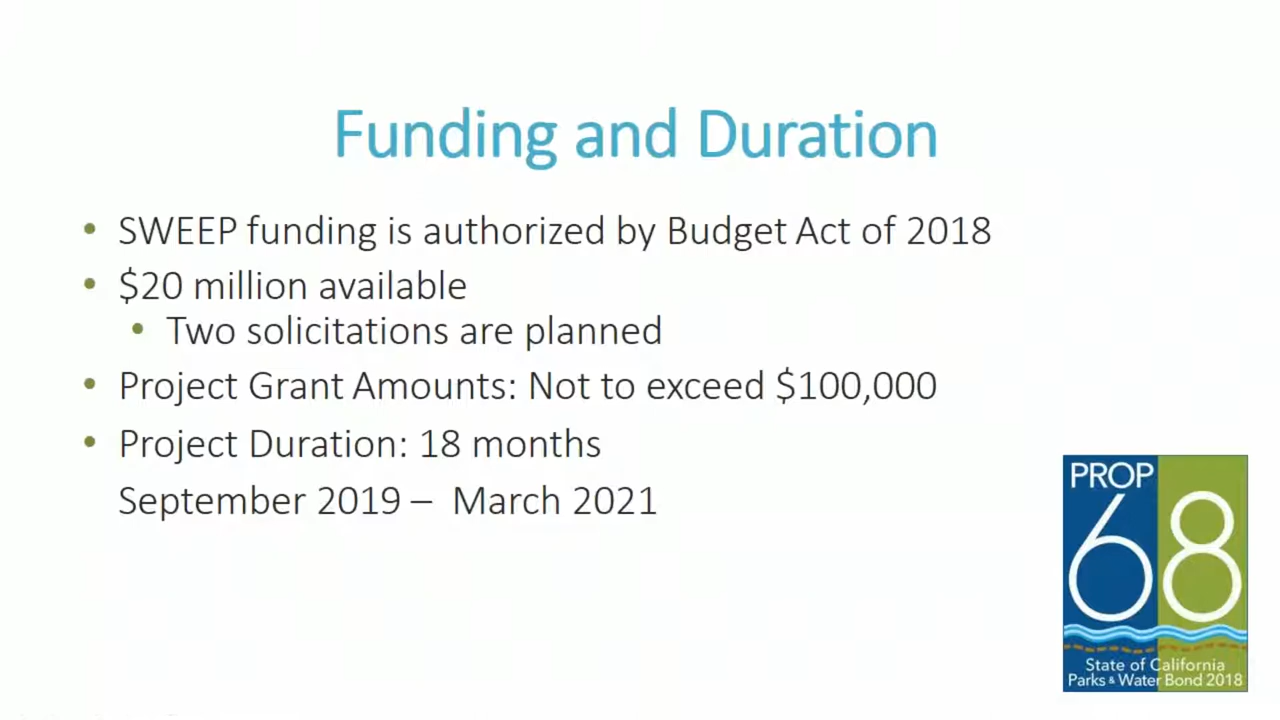 Funding and Duration
• SWEEP funding is authorized by Budget Act of 2018
• $20 million available
• Two solicitations are planned
• Project Grant Amounts: Not to exceed $100,000
• Project Duration: 18 months
September 2019 – March 2021
PROP
68
State of California
Parks & Water Bond 2018